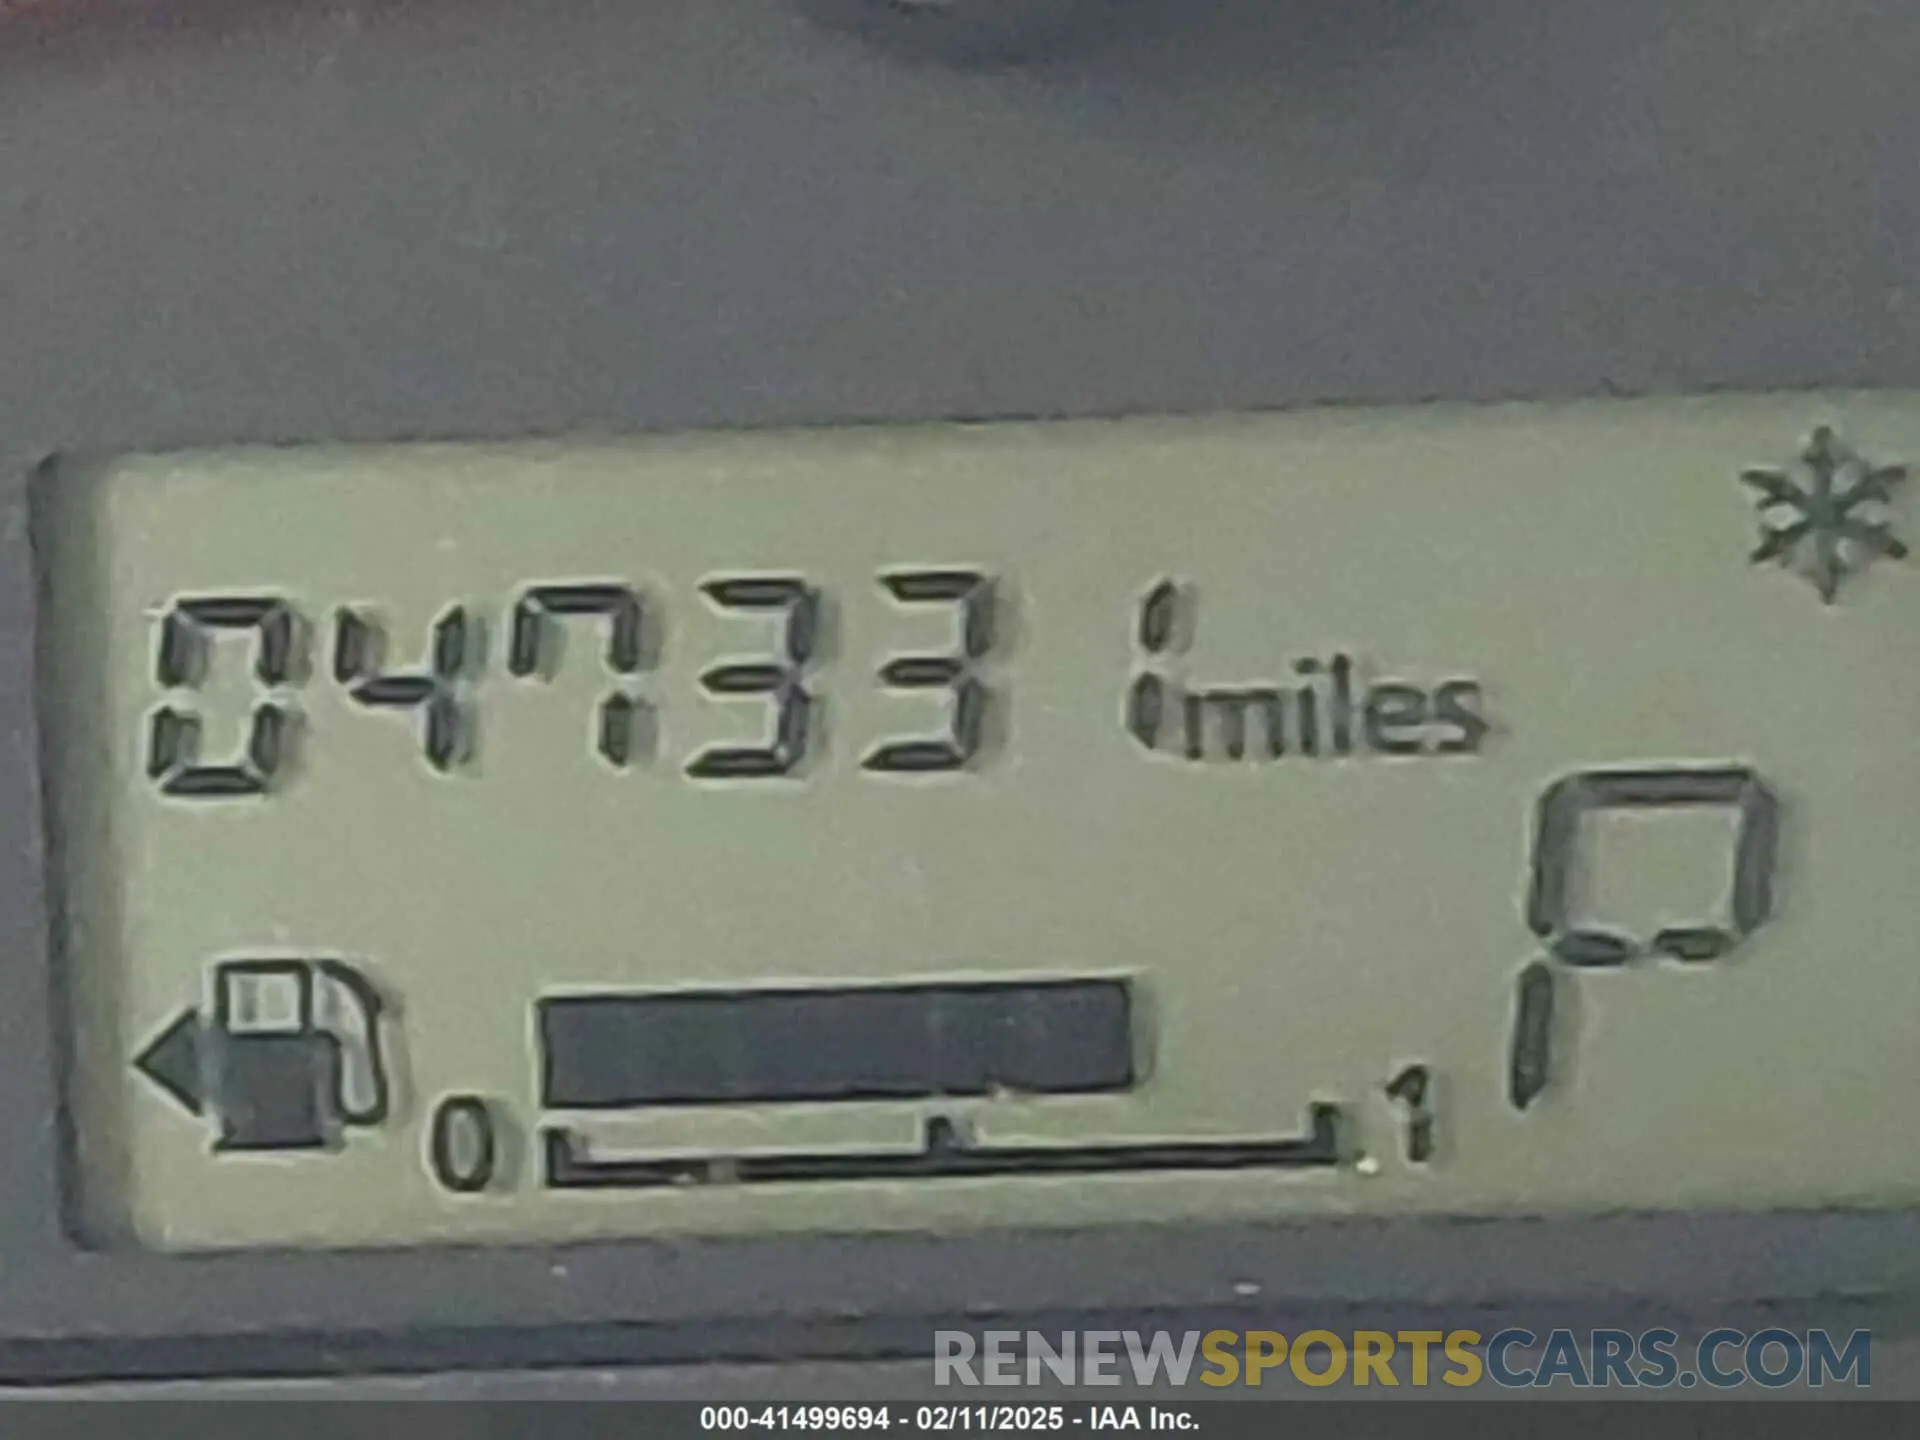 04733 miles
P
0 1
RENEWSPORTSCARS.COM
000-41499694 - 02/11/2025 - IAA Inc.